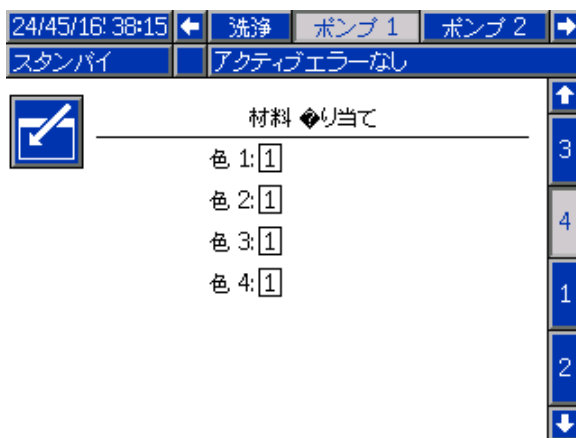 24/45/16 38:15 洗浄 ポンプ 1 ポンプ 2
スタンバイ アクティブエラーなし
材料 �り当て
3
色 1: 1
色 2: 1
4
色 3: 1
色 4: 1
1
2